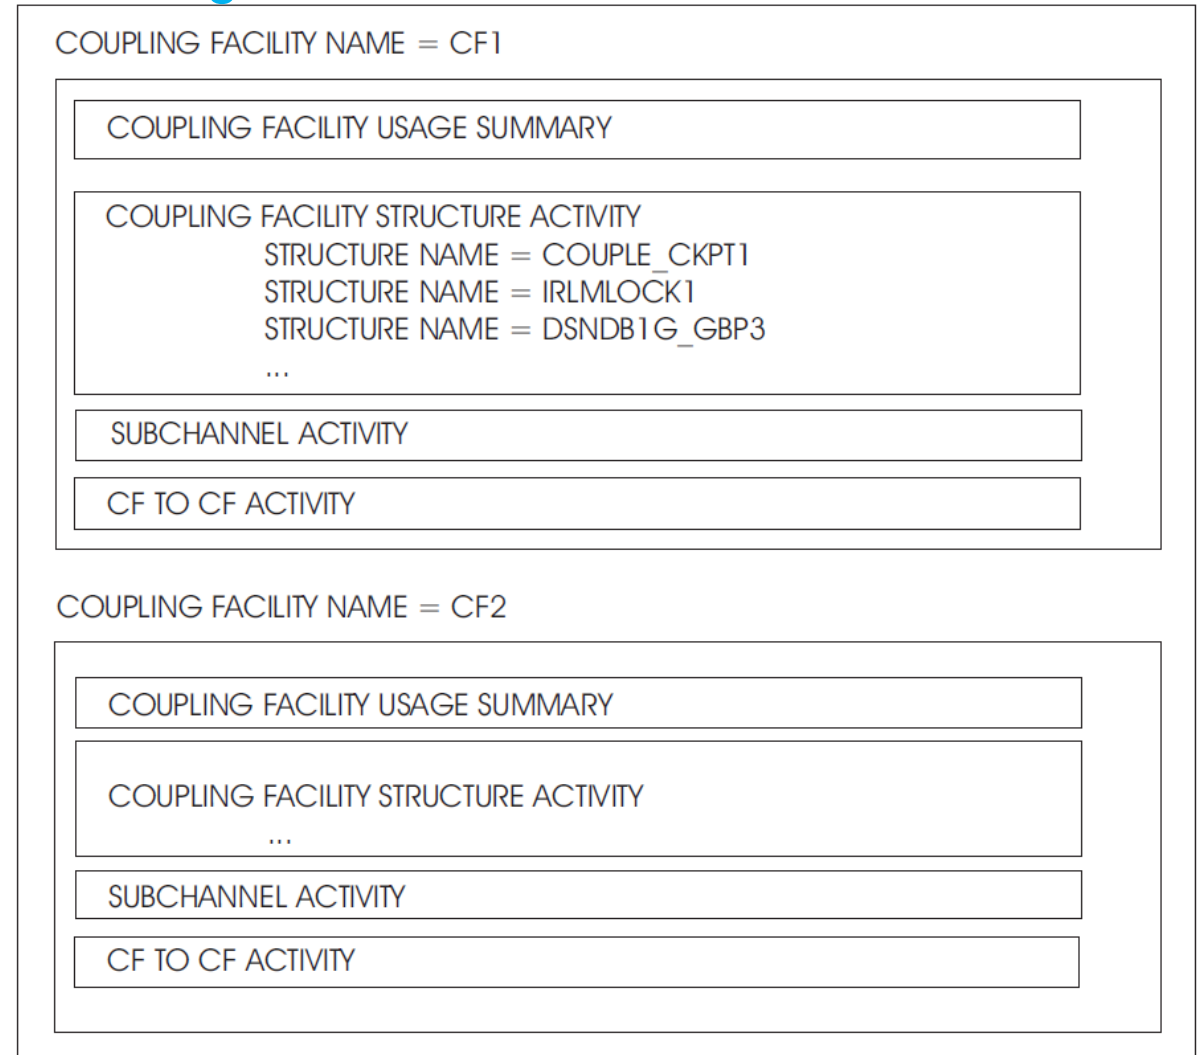 COUPLING FACILITY NAME = CF1
COUPLING FACILITY USAGE SUMMARY
COUPLING FACILITY STRUCTURE ACTIVITY
STRUCTURE NAME = COUPLE_CKPT1
STRUCTURE NAME = IRLMLOCK1
STRUCTURE NAME = DSNDB1G_GBP3
...
SUBCHANNEL ACTIVITY
CF TO CF ACTIVITY
COUPLING FACILITY NAME = CF2
COUPLING FACILITY USAGE SUMMARY
COUPLING FACILITY STRUCTURE ACTIVITY
...
SUBCHANNEL ACTIVITY
CF TO CF ACTIVITY